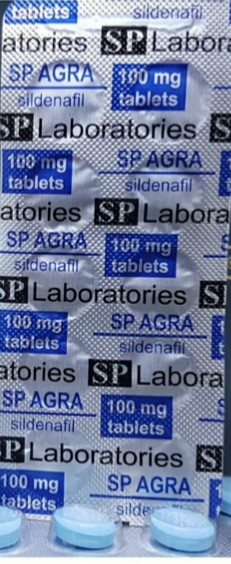 tablets sildenafil
atories SP Labora
SP AGRA 100 mg
sildenafil tablets
SP Laboratories S
100 mg SP AGRA
tablets sildenafil
atories SP Labora
SP AGRA 100 mg
sildenafil tablets
SP Laboratories S
100 mg SP AGRA
tablets sildenafil
atories SP Labora
SP AGRA 100 mg
sildenafil tablets
P Laboratories S
100 mg SP AGRA
tablets silde